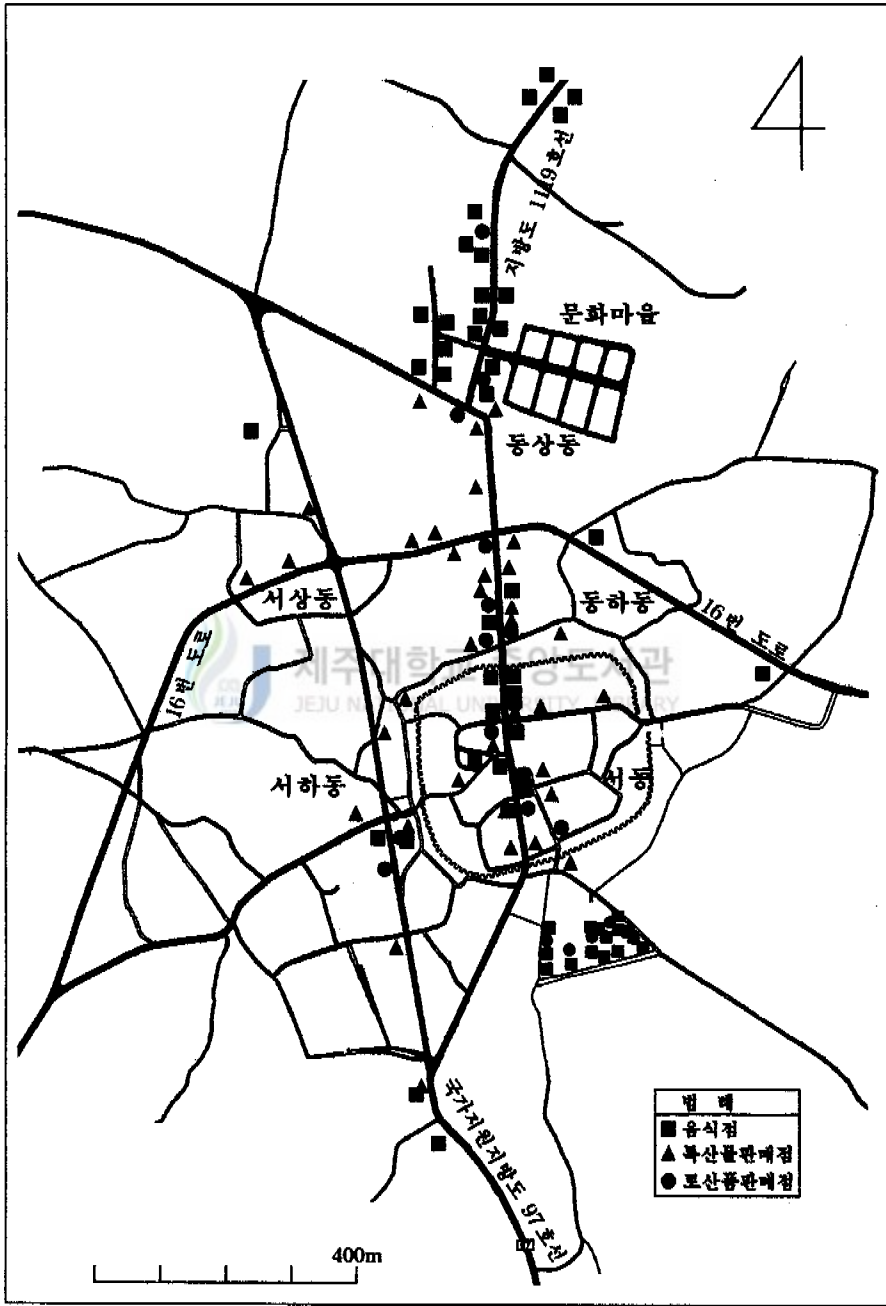 지방도 1119호선
문화마을
동상동
서상동
동하동
16번 도로
16번 도로
제주대학교 중앙도서관
JEJU NATIONAL UNIVERSITY LIBRARY
서하동
국가지원지방도 97호선
범 례
■ 음식점
▲ 특산물판매점
● 토산품판매점
400m